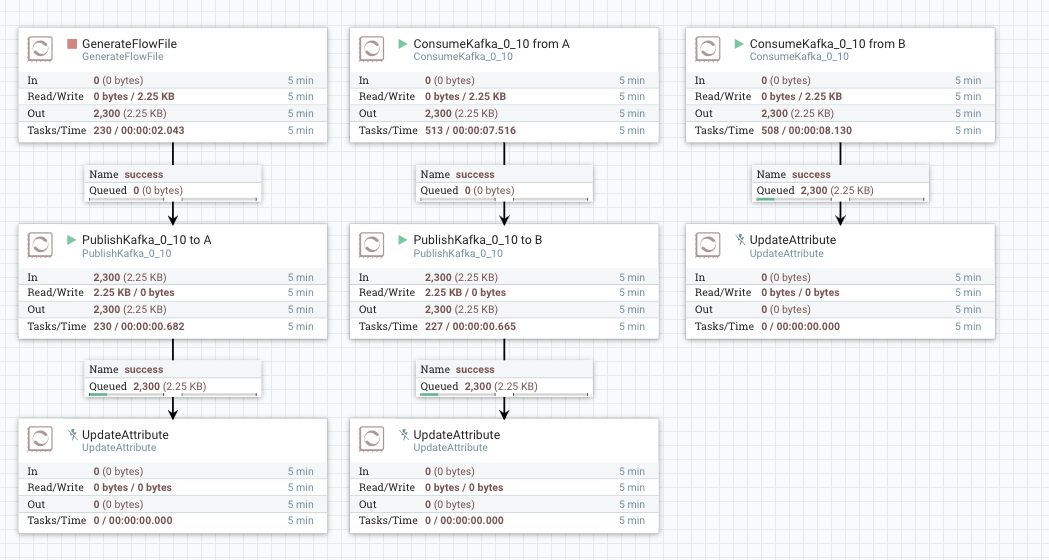 GenerateFlowFile
GenerateFlowFile
In 0 (0 bytes) 5 min
Read/Write 0 bytes / 2.25 KB 5 min
Out 2,300 (2.25 KB) 5 min
Tasks/Time 230 / 00:00:02.043 5 min
Name success
Queued 0 (0 bytes)
PublishKafka_0_10 to A
PublishKafka_0_10
In 2,300 (2.25 KB) 5 min
Read/Write 2.25 KB / 0 bytes 5 min
Out 2,300 (2.25 KB) 5 min
Tasks/Time 230 / 00:00:00.682 5 min
Name success
Queued 2,300 (2.25 KB)
UpdateAttribute
UpdateAttribute
In 0 (0 bytes) 5 min
Read/Write 0 bytes / 0 bytes 5 min
Out 0 (0 bytes) 5 min
Tasks/Time 0 / 00:00:00.000 5 min
ConsumeKafka_0_10 from A
ConsumeKafka_0_10
In 0 (0 bytes) 5 min
Read/Write 0 bytes / 2.25 KB 5 min
Out 2,300 (2.25 KB) 5 min
Tasks/Time 513 / 00:00:07.516 5 min
Name success
Queued 0 (0 bytes)
PublishKafka_0_10 to B
PublishKafka_0_10
In 2,300 (2.25 KB) 5 min
Read/Write 2.25 KB / 0 bytes 5 min
Out 2,300 (2.25 KB) 5 min
Tasks/Time 227 / 00:00:00.665 5 min
Name success
Queued 2,300 (2.25 KB)
UpdateAttribute
UpdateAttribute
In 0 (0 bytes) 5 min
Read/Write 0 bytes / 0 bytes 5 min
Out 0 (0 bytes) 5 min
Tasks/Time 0 / 00:00:00.000 5 min
ConsumeKafka_0_10 from B
ConsumeKafka_0_10
In 0 (0 bytes) 5 min
Read/Write 0 bytes / 2.25 KB 5 min
Out 2,300 (2.25 KB) 5 min
Tasks/Time 508 / 00:00:08.130 5 min
Name success
Queued 2,300 (2.25 KB)
UpdateAttribute
UpdateAttribute
In 0 (0 bytes) 5 min
Read/Write 0 bytes / 0 bytes 5 min
Out 0 (0 bytes) 5 min
Tasks/Time 0 / 00:00:00.000 5 min